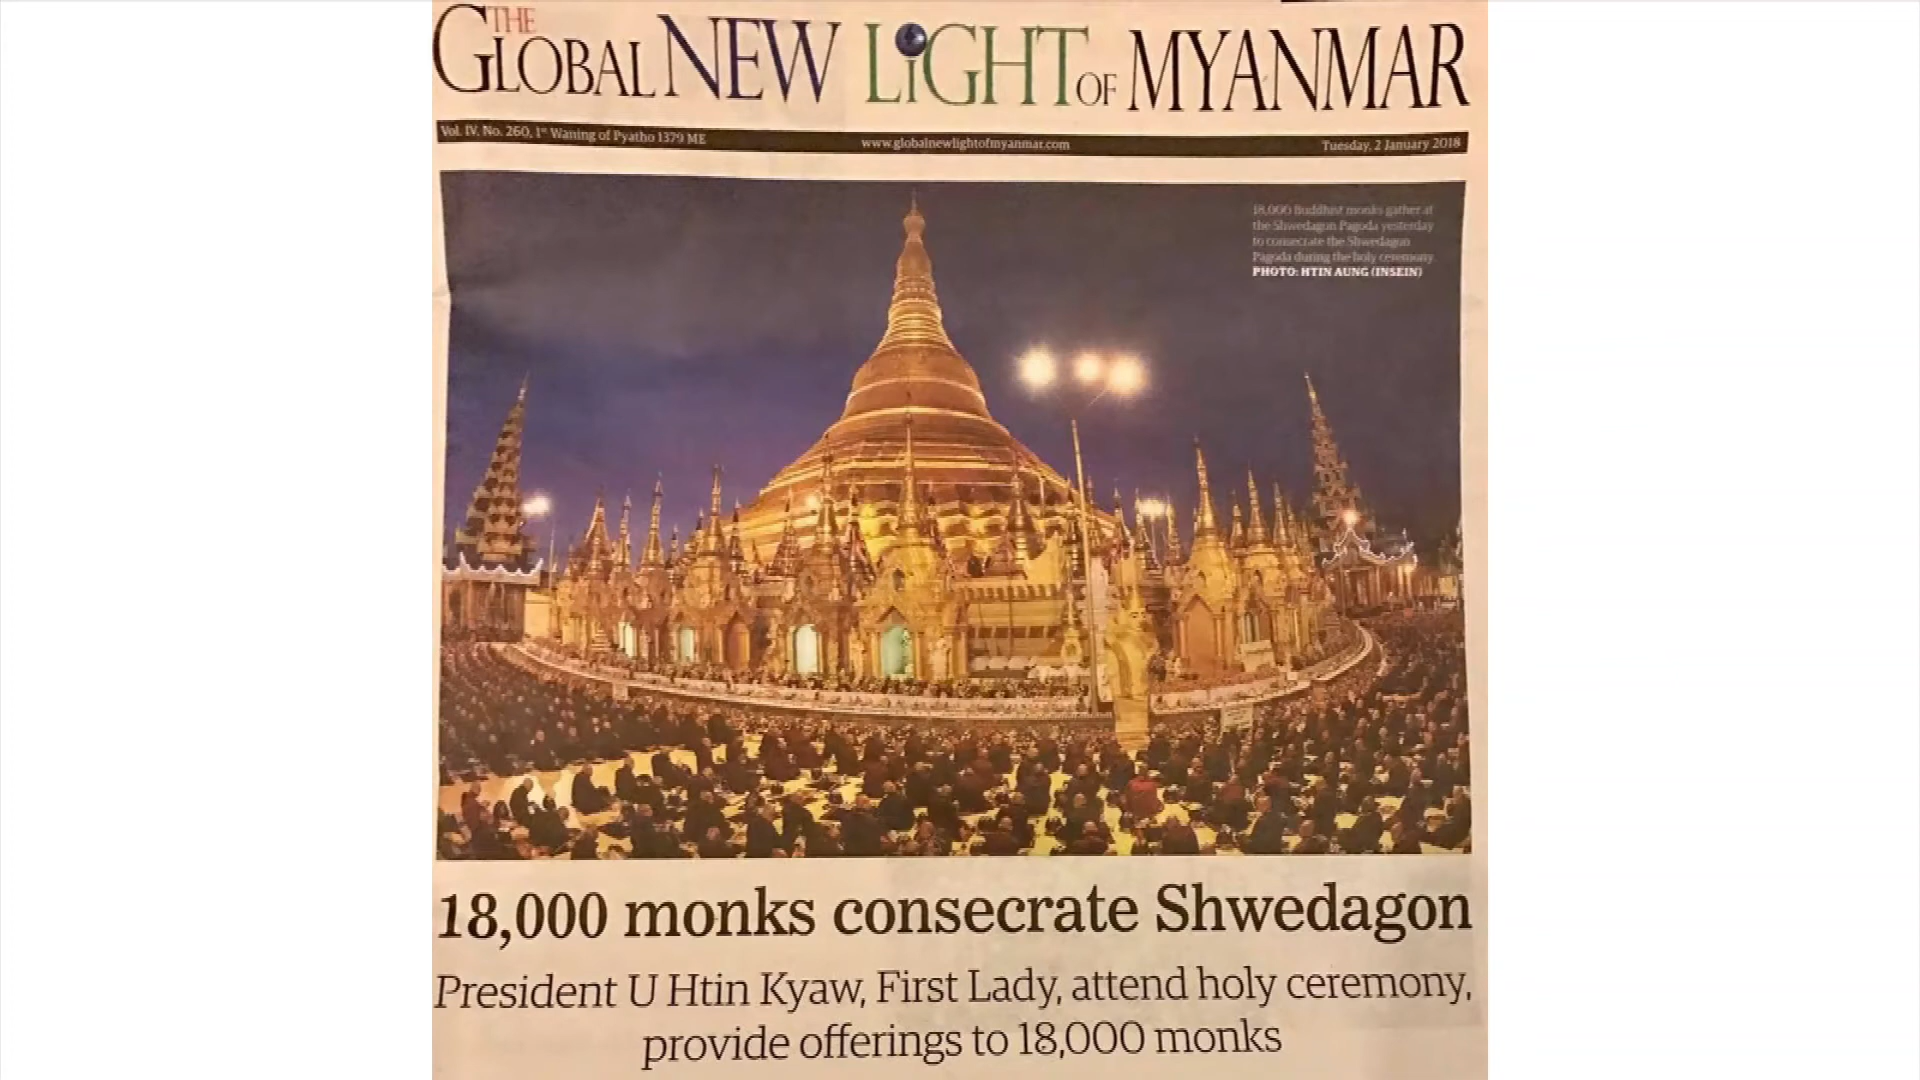 THE GLOBAL NEW LiGHT OF MYANMAR
Vol. IV, No. 260, 1st Waning of Pyatho 1379 ME
www.globalnewlightofmyanmar.com
Tuesday, 2 January 2018
18,000 Buddhist monks gather at
the Shwedagon Pagoda yesterday
to consecrate the Shwedagon
Pagoda during the holy ceremony.
PHOTO: HTIN AUNG (INSEIN)
18,000 monks consecrate Shwedagon
President U Htin Kyaw, First Lady, attend holy ceremony,
provide offerings to 18,000 monks